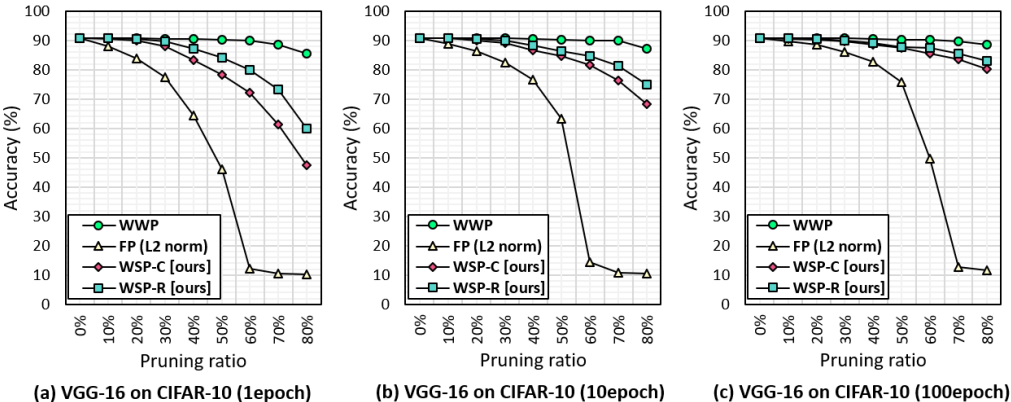 100
90
80
70
60
50
40
30
20
10
0
Accuracy (%)
WWP
FP (L2 norm)
WSP-C [ours]
WSP-R [ours]
0% 10% 20% 30% 40% 50% 60% 70% 80%
Pruning ratio
(a) VGG-16 on CIFAR-10 (1epoch)
100
90
80
70
60
50
40
30
20
10
0
Accuracy (%)
WWP
FP (L2 norm)
WSP-C [ours]
WSP-R [ours]
0% 10% 20% 30% 40% 50% 60% 70% 80%
Pruning ratio
(b) VGG-16 on CIFAR-10 (10epoch)
100
90
80
70
60
50
40
30
20
10
0
Accuracy (%)
WWP
FP (L2 norm)
WSP-C [ours]
WSP-R [ours]
0% 10% 20% 30% 40% 50% 60% 70% 80%
Pruning ratio
(c) VGG-16 on CIFAR-10 (100epoch)